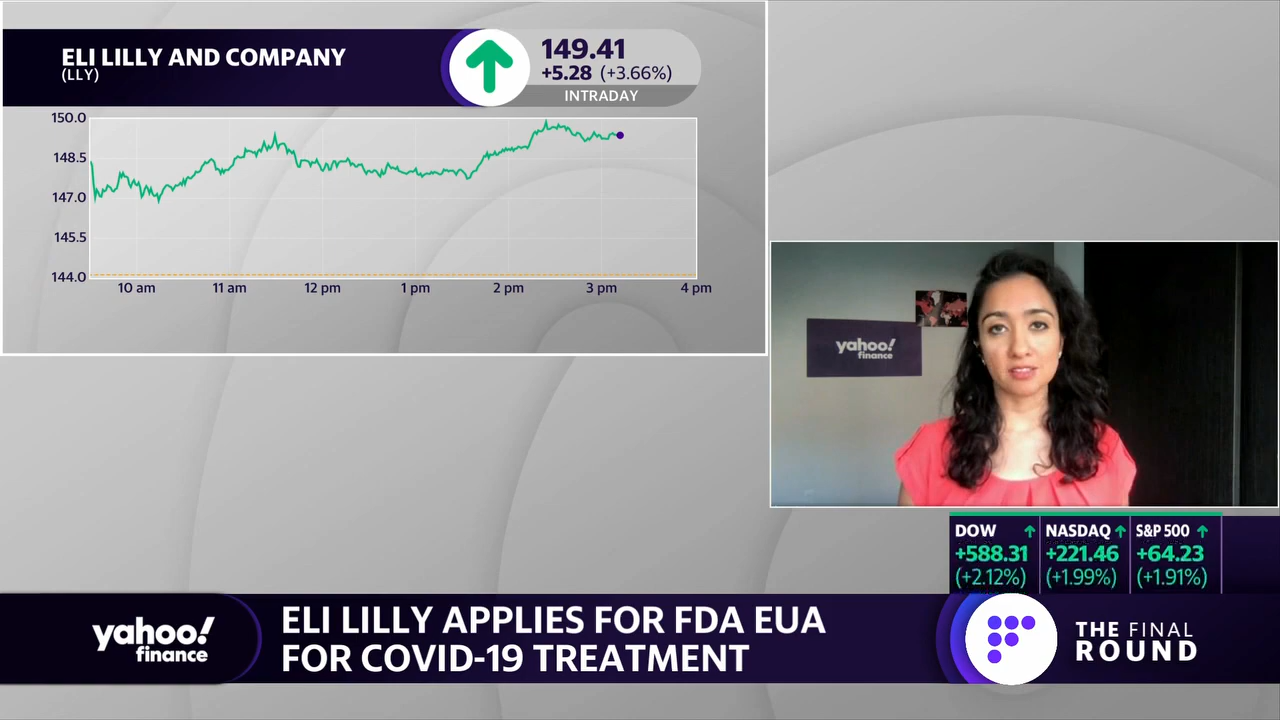 ELI LILLY AND COMPANY
(LLY)
149.41
+5.28 (+3.66%)
INTRADAY
150.0
148.5
147.0
145.5
144.0
10 am 11 am 12 pm 1 pm 2 pm 3 pm 4 pm
yahoo!
finance
DOW NASDAQ S&P 500
+588.31 +221.46 +64.23
(+2.12%) (+1.99%) (+1.91%)
yahoo!
finance
ELI LILLY APPLIES FOR FDA EUA
FOR COVID-19 TREATMENT
THE FINAL
ROUND